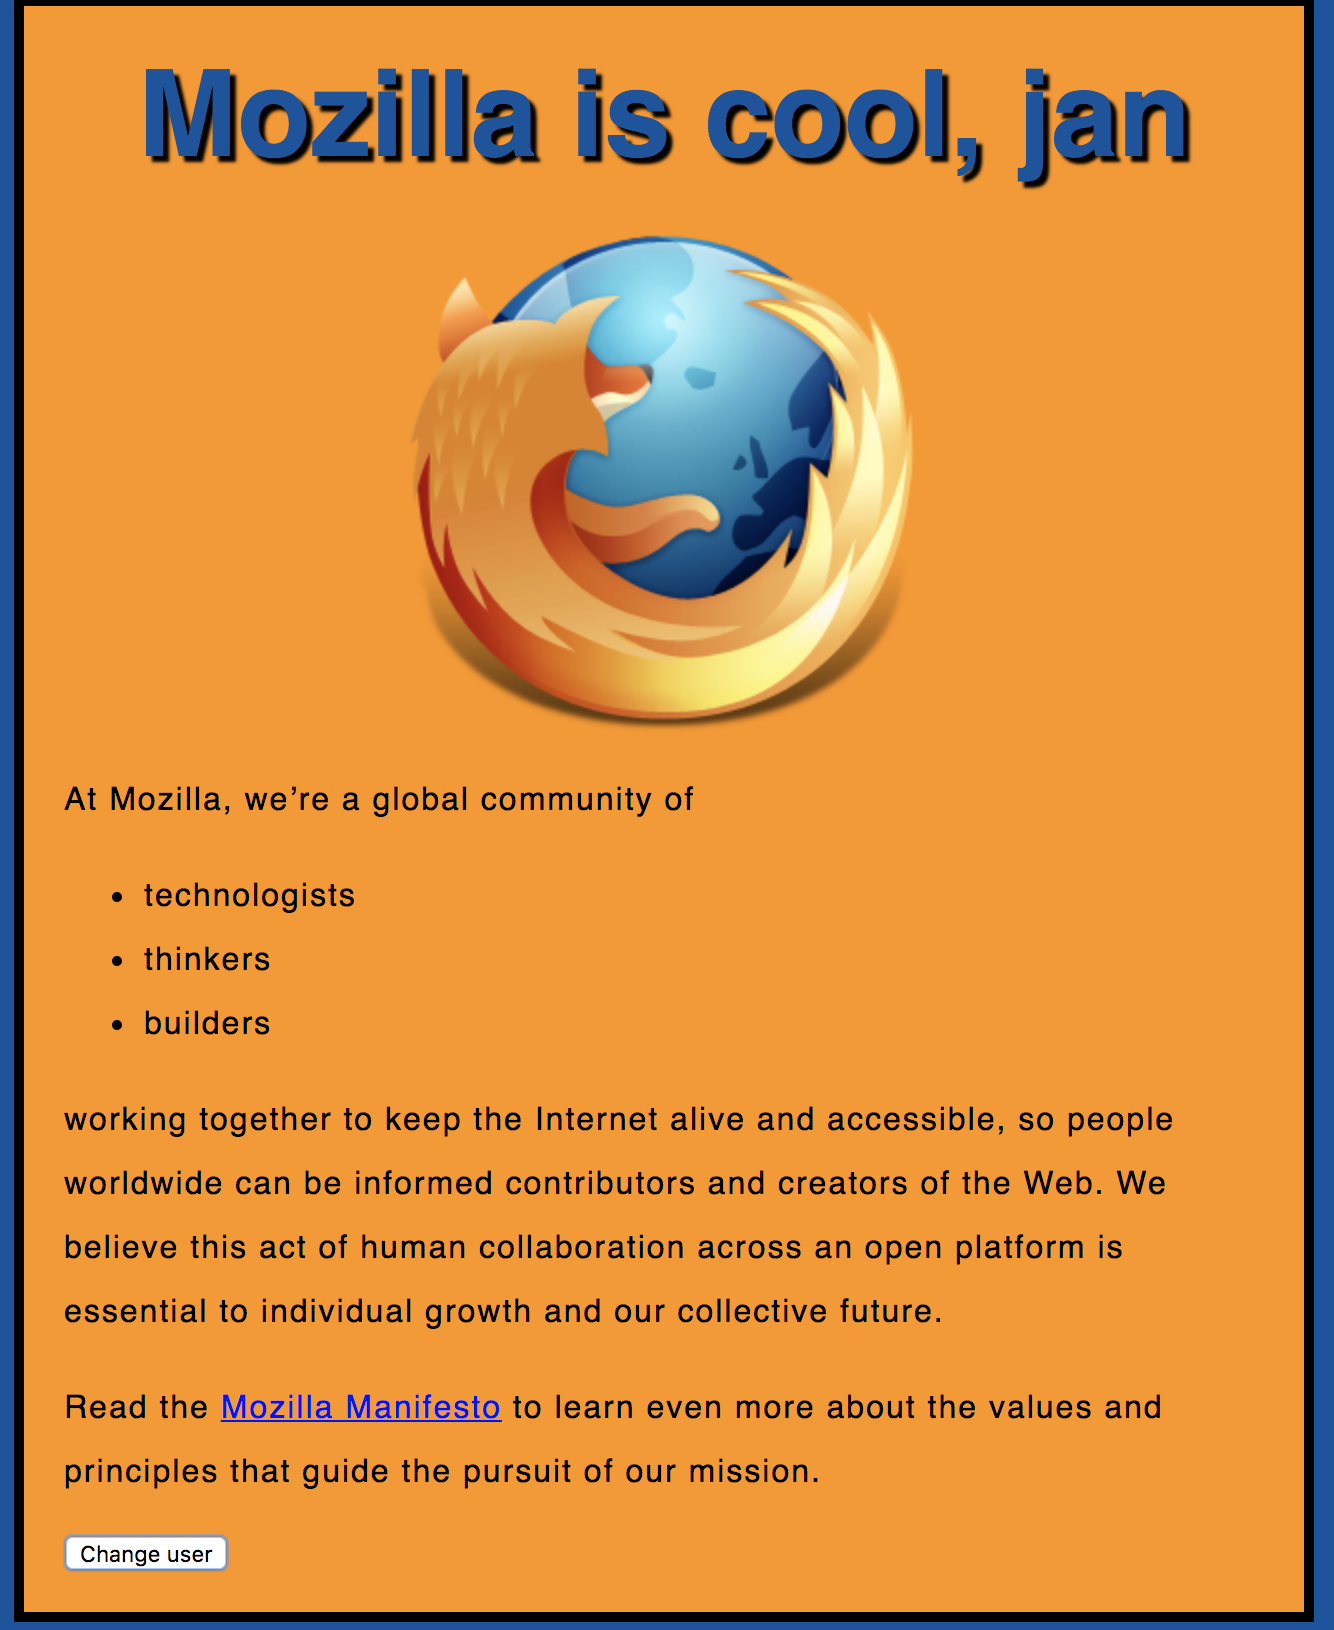 Mozilla is cool, jan
At Mozilla, we’re a global community of
• technologists
• thinkers
• builders
working together to keep the Internet alive and accessible, so people
worldwide can be informed contributors and creators of the Web. We
believe this act of human collaboration across an open platform is
essential to individual growth and our collective future.
Read the Mozilla Manifesto to learn even more about the values and
principles that guide the pursuit of our mission.
Change user